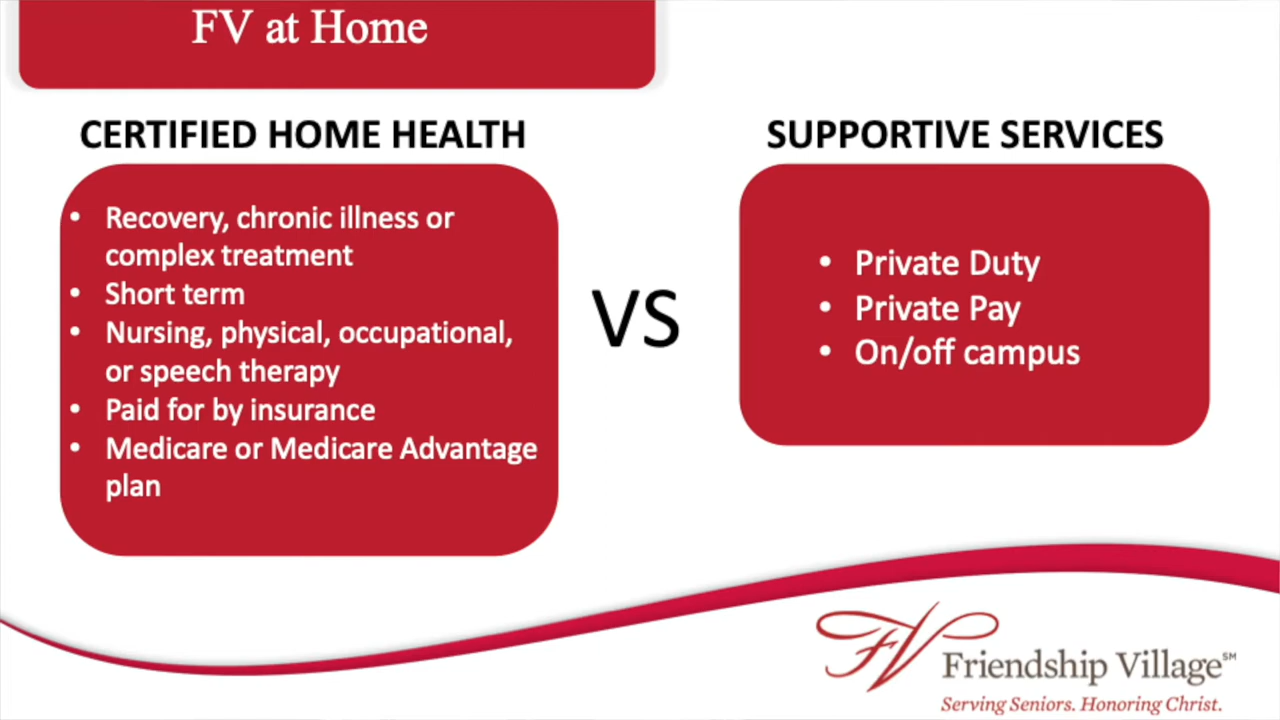 FV at Home
CERTIFIED HOME HEALTH
• Recovery, chronic illness or
complex treatment
• Short term
• Nursing, physical, occupational,
or speech therapy
• Paid for by insurance
• Medicare or Medicare Advantage
plan
VS
SUPPORTIVE SERVICES
• Private Duty
• Private Pay
• On/off campus
FV
Friendship Village℠
Serving Seniors. Honoring Christ.